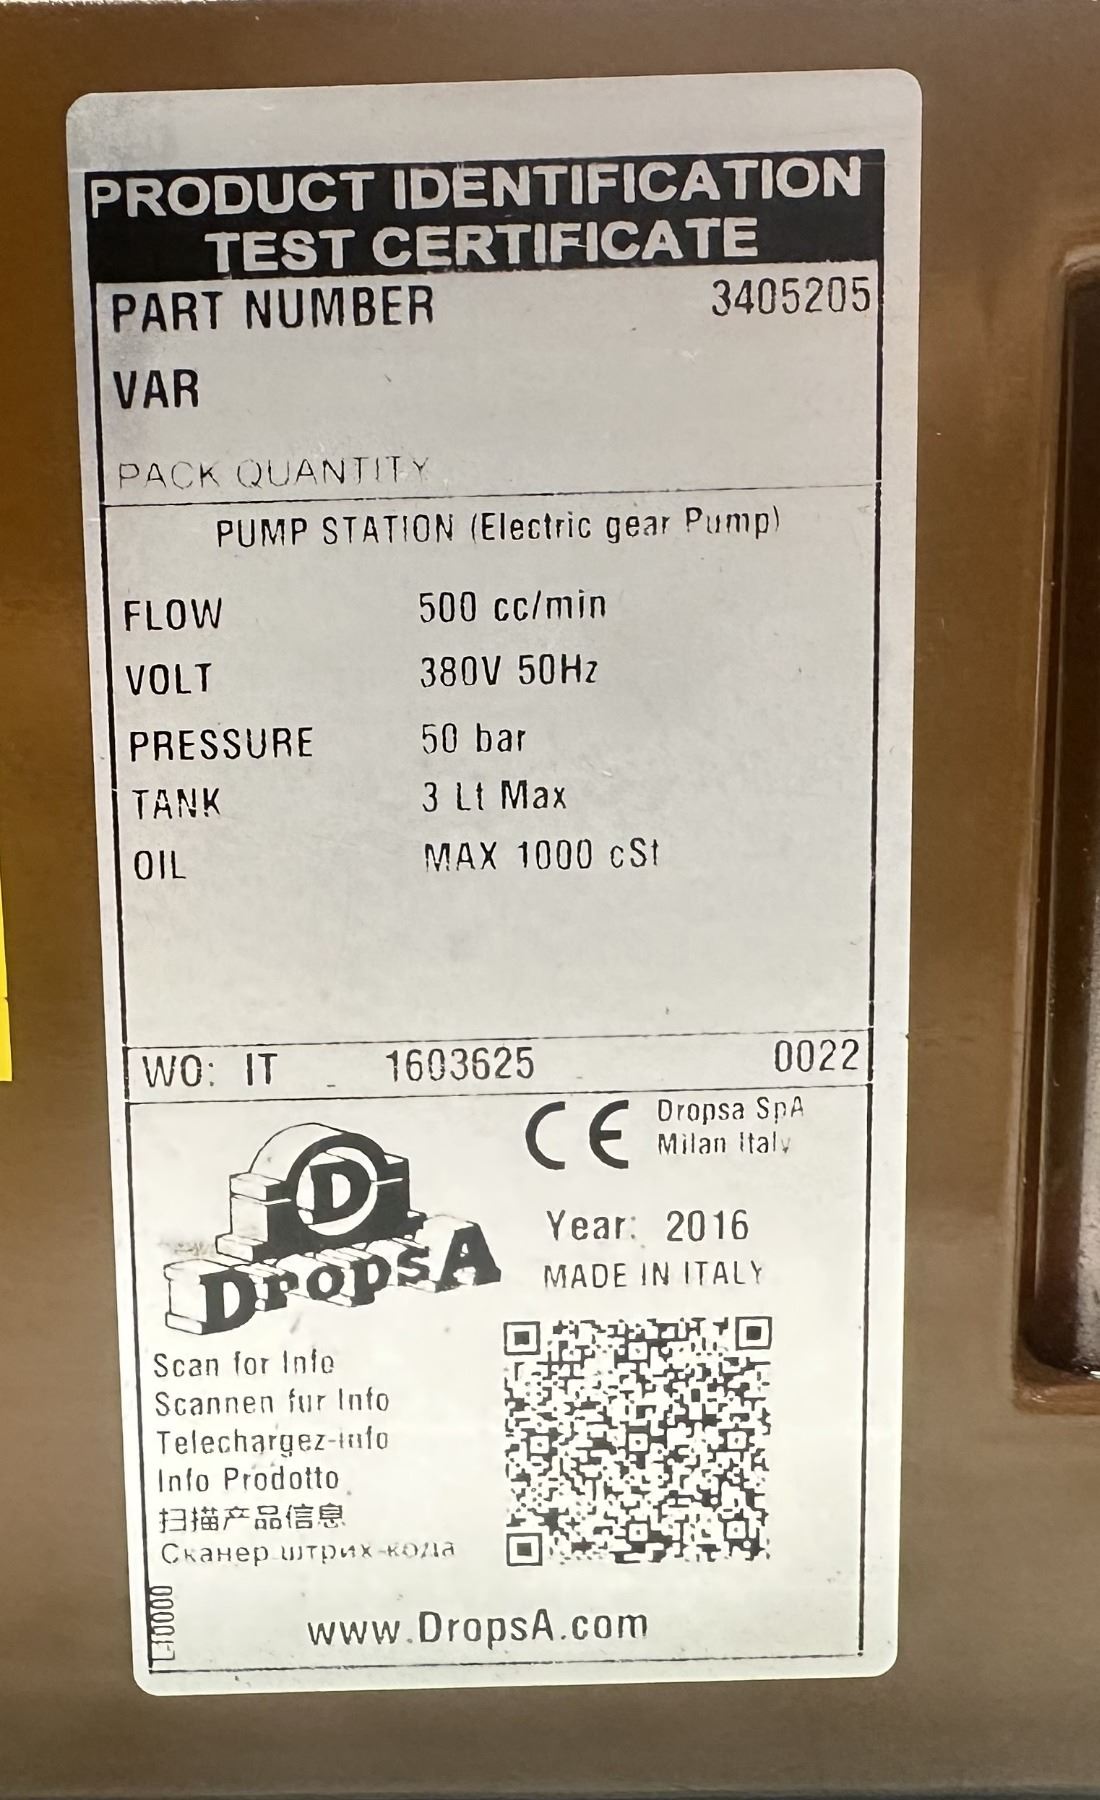 PRODUCT IDENTIFICATION
TEST CERTIFICATE
PART NUMBER 3405205
VAR
PACK QUANTITY
PUMP STATION (Electric gear Pump)
FLOW 500 cc/min
VOLT 380V 50Hz
PRESSURE 50 bar
TANK 3 Lt Max
OIL MAX 1000 cSt
WO: IT - 1603625 0022
CE Dropsa SpA
Milan Italy
D
DropsA
Year: 2016
MADE IN ITALY
Scan for Info
Scannen fur Info
Telechargez-info
Info Prodotto
扫描产品信息
Сканер штрих-кода
www.DropsA.com